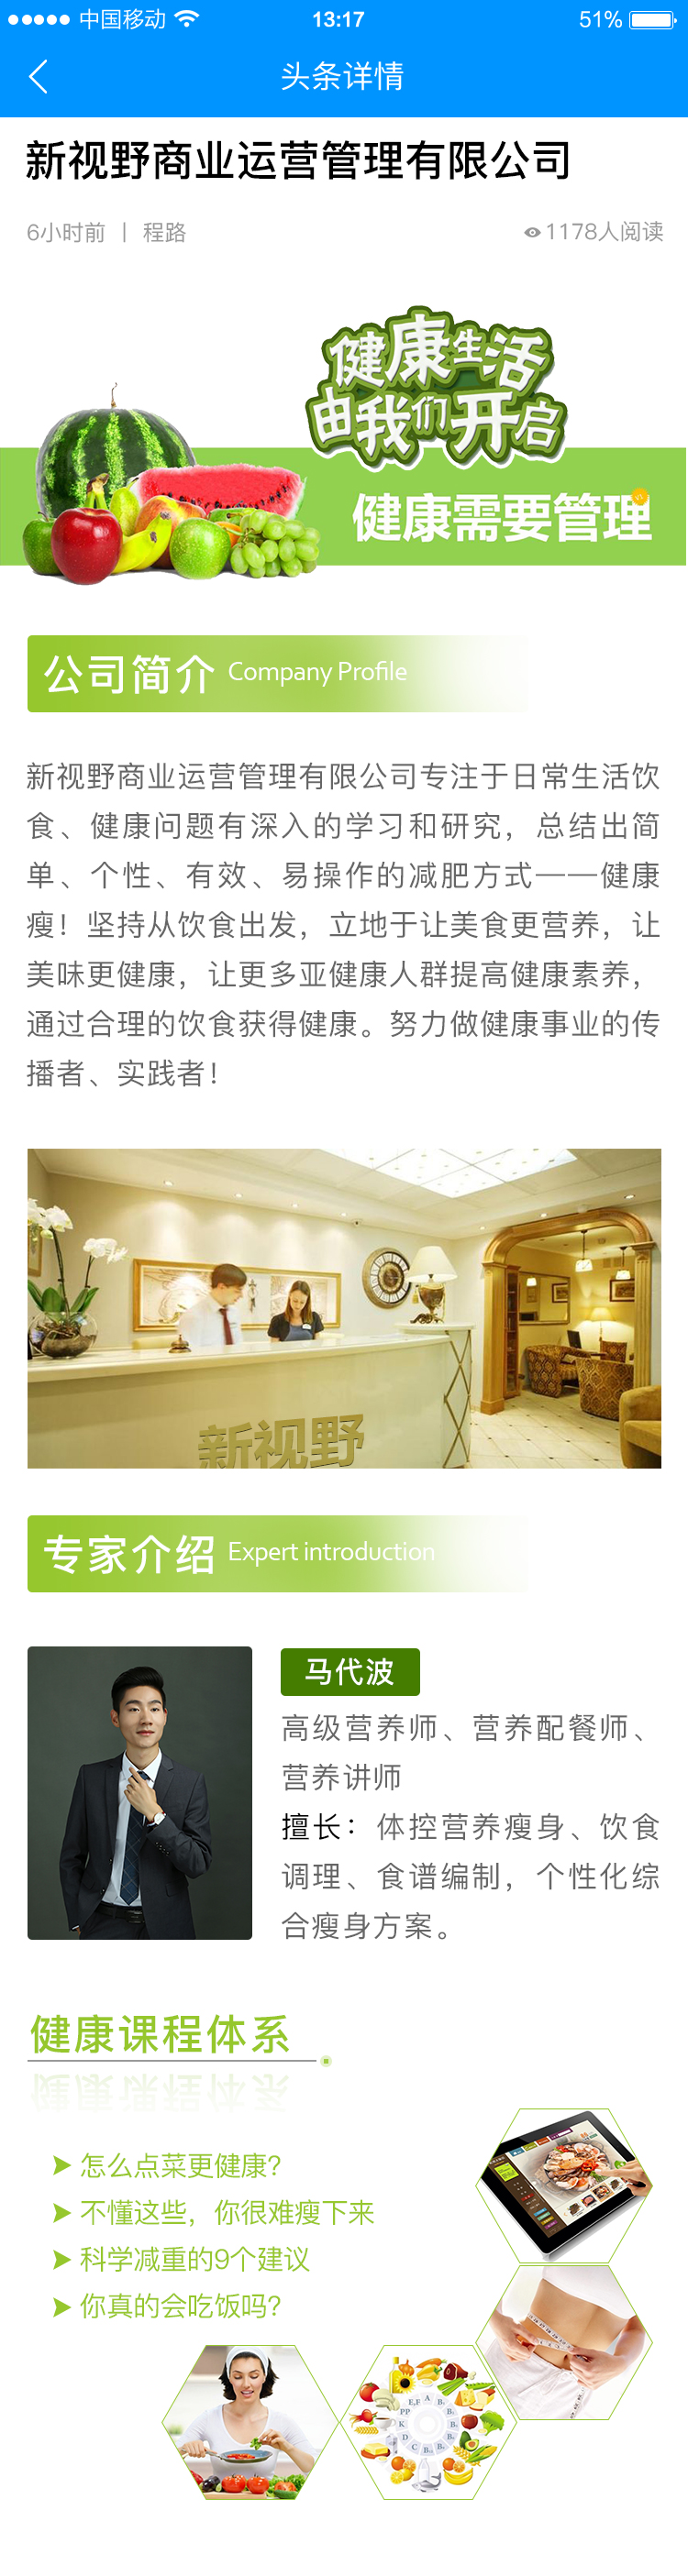 中国移动 13:17 51%
头条详情
新视野商业运营管理有限公司
6小时前 | 程路 1178人阅读
健康生活
由我们开启
健康需要管理
公司简介 Company Profile
新视野商业运营管理有限公司专注于日常生活饮
食、健康问题有深入的学习和研究，总结出简
单、个性、有效、易操作的减肥方式——健康
瘦！坚持从饮食出发，立地于让美食更营养，让
美味更健康，让更多亚健康人群提高健康素养，
通过合理的饮食获得健康。努力做健康事业的传
播者、实践者！
新视野
专家介绍 Expert introduction
马代波
高级营养师、营养配餐师、
营养讲师
擅长：体控营养瘦身、饮食
调理、食谱编制，个性化综
合瘦身方案。
健康课程体系
怎么点菜更健康?
不懂这些，你很难瘦下来
科学减重的9个建议
你真的会吃饭吗?